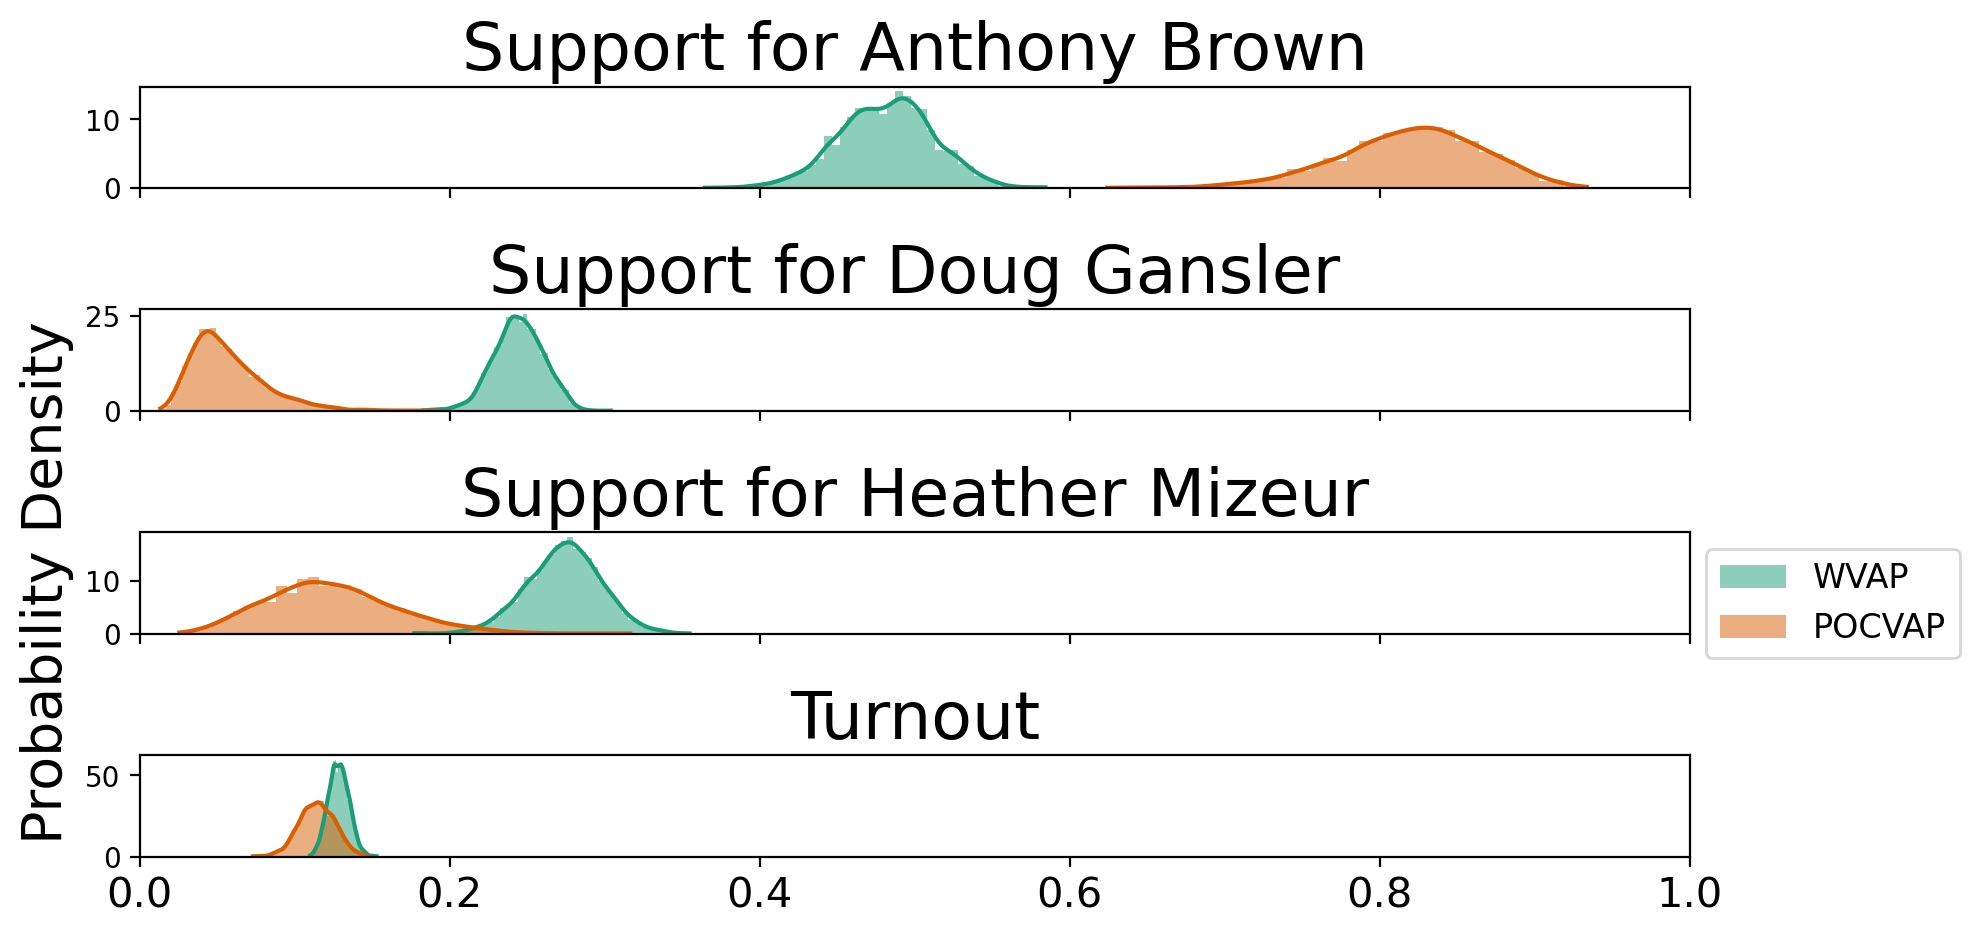 Support for Anthony Brown
10
0
Support for Doug Gansler
25
0
Support for Heather Mizeur
10
0
Turnout
50
0
0.0 0.2 0.4 0.6 0.8 1.0
Probability Density
WVAP
POCVAP